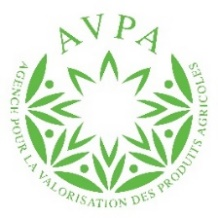 AVPA
AGENCE POUR LA VALORISATION DES PRODUITS AGRICOLES